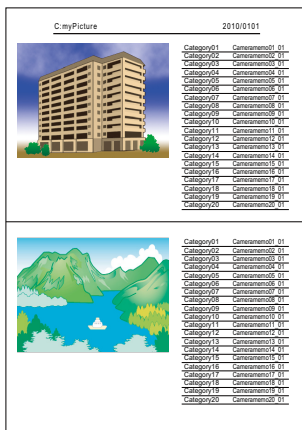 C:myPicture 2010/0101
Category01 Cameramemo01_01
Category02 Cameramemo02_01
Category03 Cameramemo03_01
Category04 Cameramemo04_01
Category05 Cameramemo05_01
Category06 Cameramemo06_01
Category07 Cameramemo07_01
Category08 Cameramemo08_01
Category09 Cameramemo09_01
Category10 Cameramemo10_01
Category11 Cameramemo11_01
Category12 Cameramemo12_01
Category13 Cameramemo13_01
Category14 Cameramemo14_01
Category15 Cameramemo15_01
Category16 Cameramemo16_01
Category17 Cameramemo17_01
Category18 Cameramemo18_01
Category19 Cameramemo19_01
Category20 Cameramemo20_01
Category01 Cameramemo01_01
Category02 Cameramemo02_01
Category03 Cameramemo03_01
Category04 Cameramemo04_01
Category05 Cameramemo05_01
Category06 Cameramemo06_01
Category07 Cameramemo07_01
Category08 Cameramemo08_01
Category09 Cameramemo09_01
Category10 Cameramemo10_01
Category11 Cameramemo11_01
Category12 Cameramemo12_01
Category13 Cameramemo13_01
Category14 Cameramemo14_01
Category15 Cameramemo15_01
Category16 Cameramemo16_01
Category17 Cameramemo17_01
Category18 Cameramemo18_01
Category19 Cameramemo19_01
Category20 Cameramemo20_01